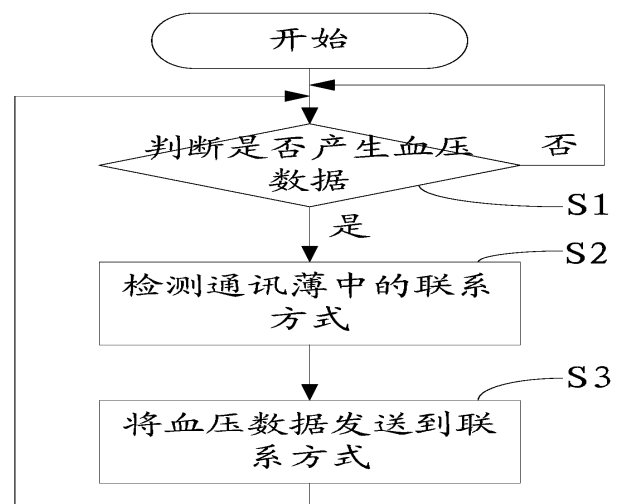 开始
判断是否产生血压
数据
否
S1
是
S2
检测通讯薄中的联系
方式
S3
将血压数据发送到联
系方式